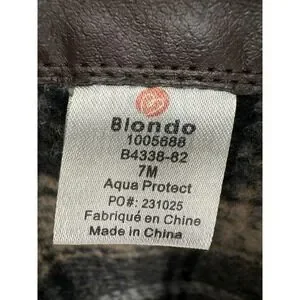 Blondo
1005688
B4338-82
7M
Aqua Protect
PO#: 231025
Fabriqué en Chine
Made in China